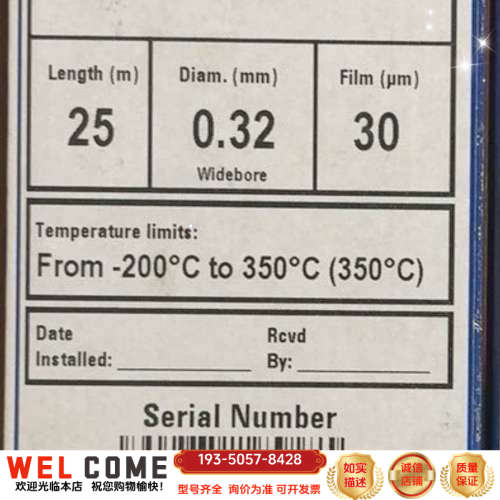 Length (m) Diam. (mm) Film (µm)
25 0.32 30
Widebore
Temperature limits:
From -200°C to 350°C (350°C)
Date Rcvd
Installed: By:
Serial Number
WELCOME
欢迎光临本店 祝您购物愉快!
193-5057-8428
型号齐全 询价为准 可开发票
如实
描述
诚信
店铺
质量
保证